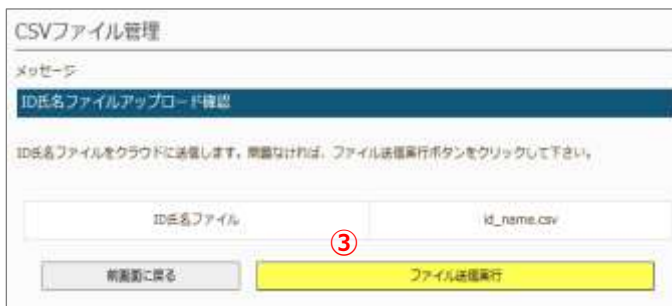 CSVファイル管理
メッセージ
ID氏名ファイルアップロード確認
ID氏名ファイルをクラウドに送信します。問題なければ、ファイル送信実行ボタンをクリックして下さい。
ID氏名ファイル id_name.csv
③
前画面に戻る ファイル送信実行